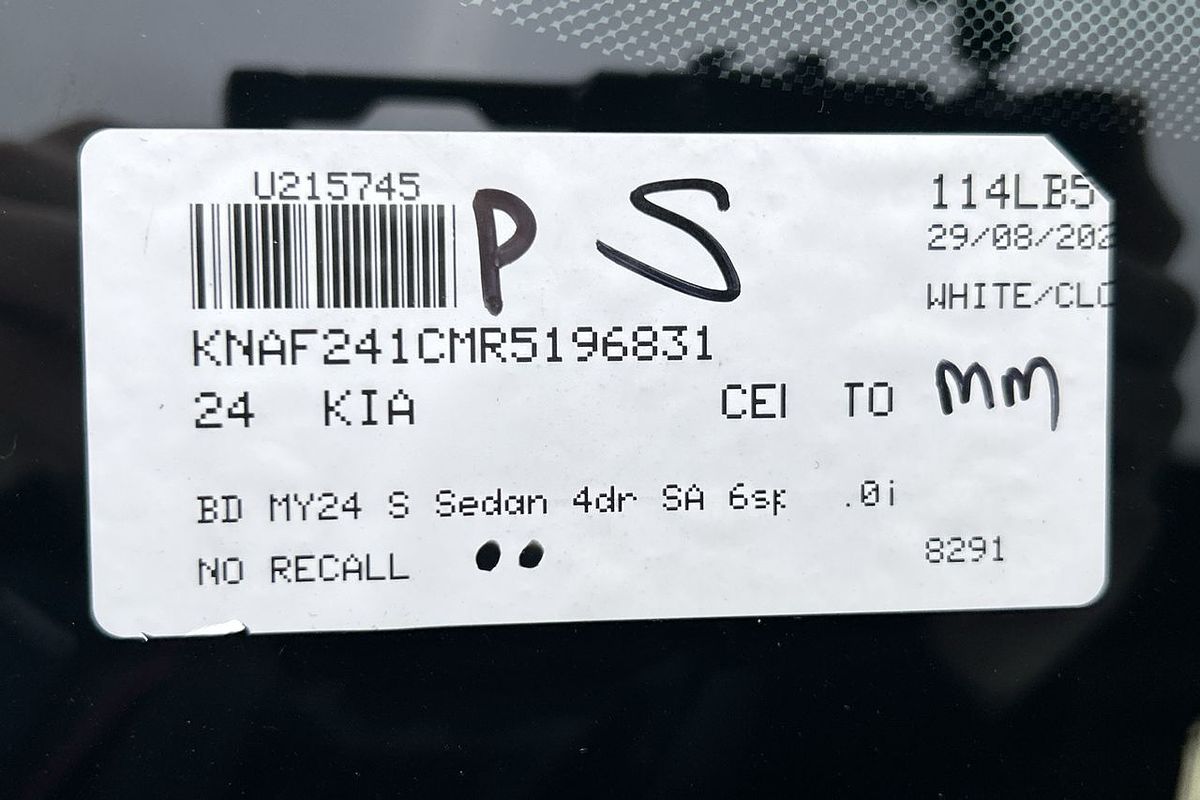 U215745
P S
114LB5
29/08/202
WHITE/CLO
KNAF241CMR5196831
24 KIA CEI TO MM
BD MY24 S Sedan 4dr SA 6sp .0i
NO RECALL
8291